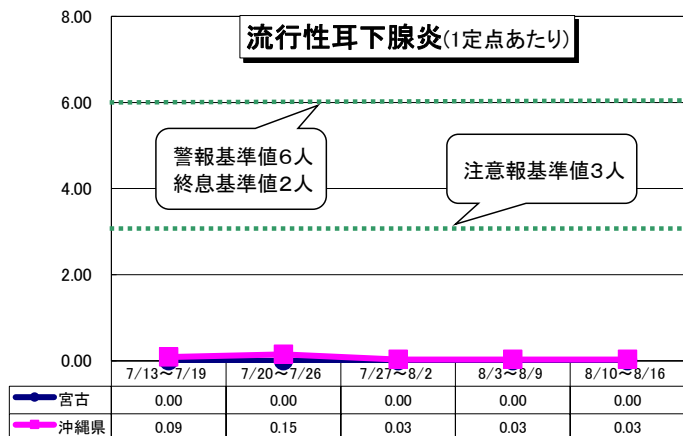 流行性耳下腺炎(1定点あたり)
8.00
6.00
警報基準値6人
終息基準値2人
注意報基準値3人
4.00
2.00
0.00
7/13～7/19 7/20～7/26 7/27～8/2 8/3～8/9 8/10～8/16
宮古 0.00 0.00 0.00 0.00 0.00
沖縄県 0.09 0.15 0.03 0.03 0.03